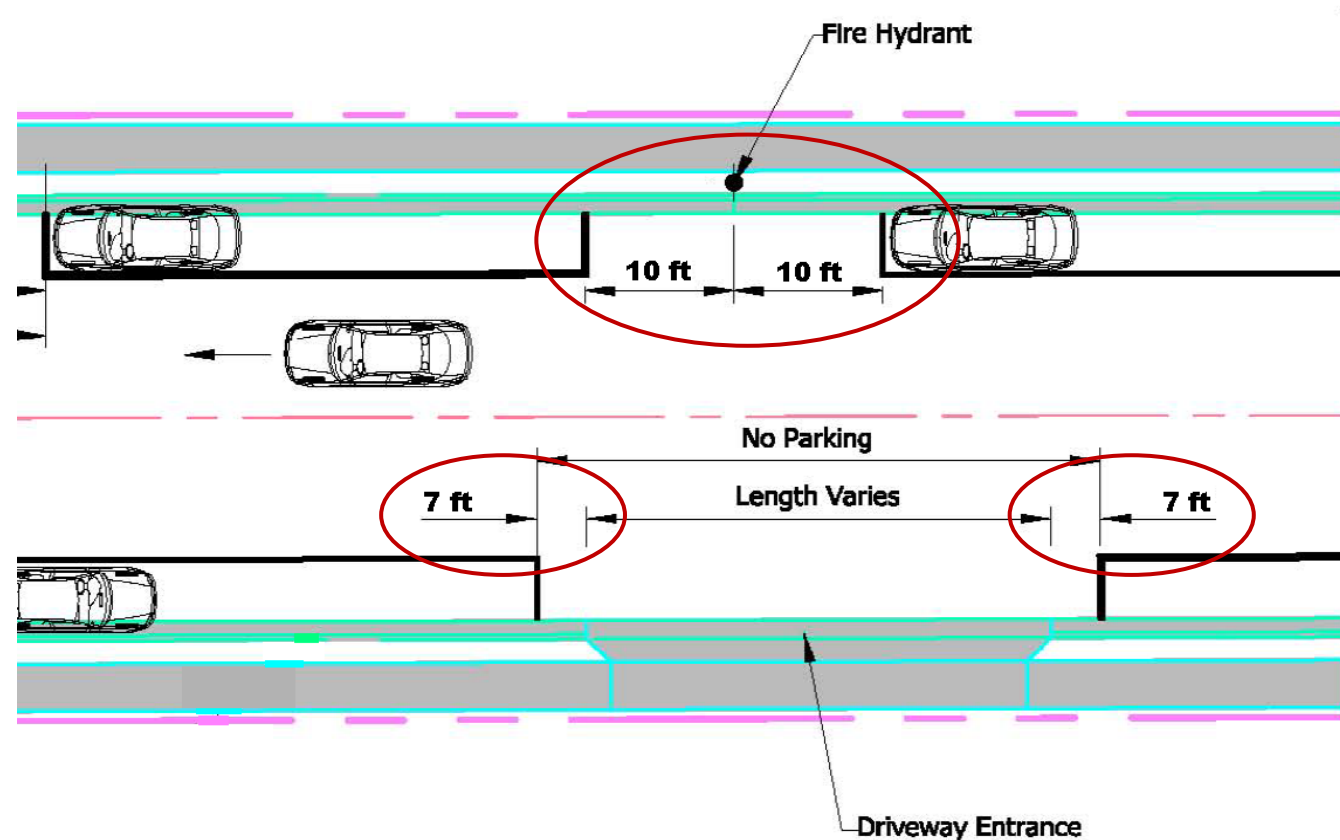 Fire Hydrant
10 ft
10 ft
No Parking
7 ft
Length Varies
7 ft
Driveway Entrance